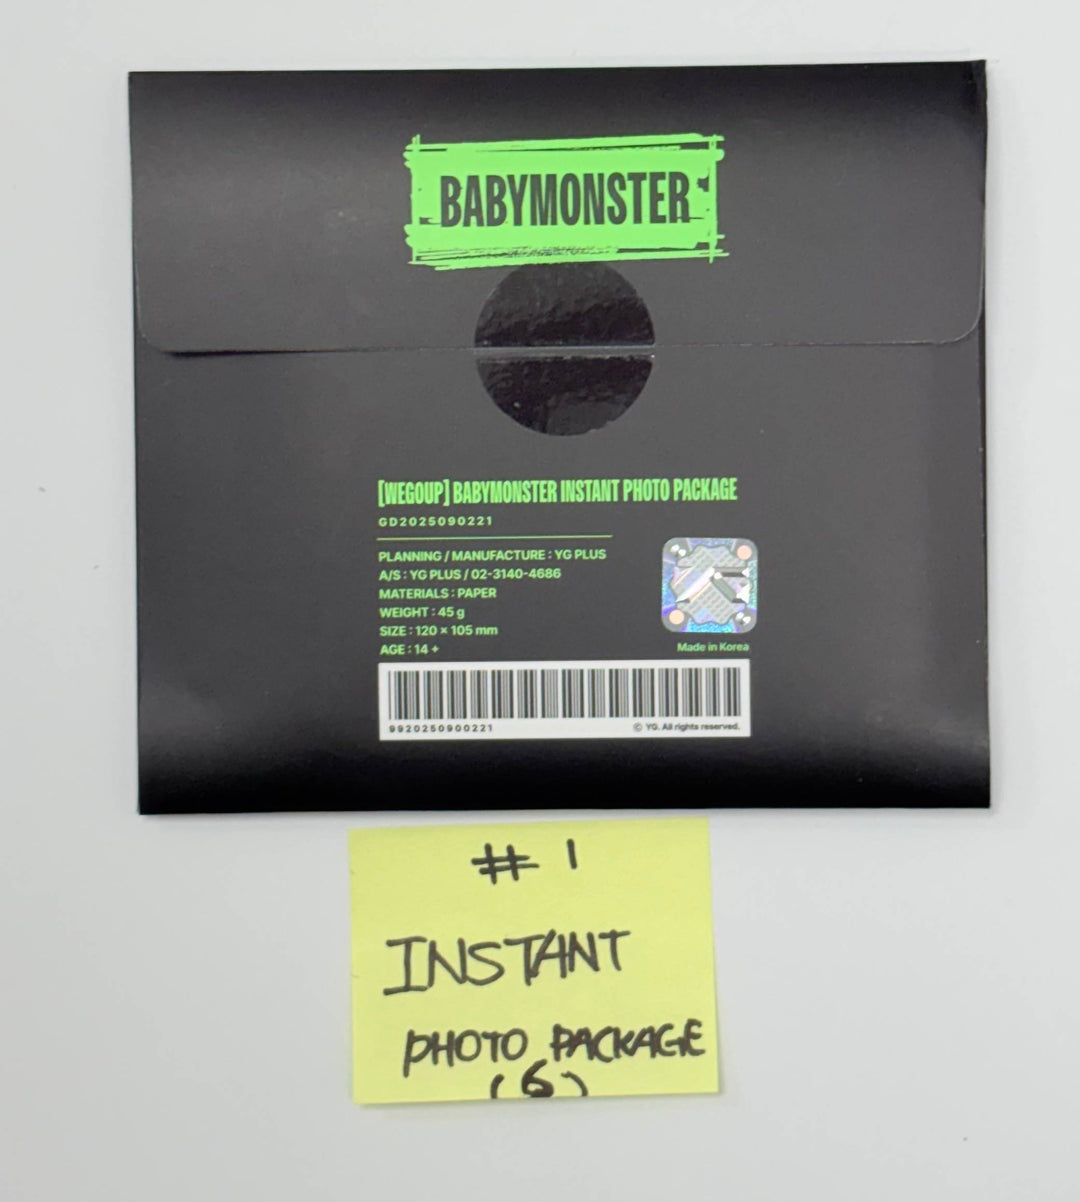 BABYMONSTER
[WEGOUP] BABYMONSTER INSTANT PHOTO PACKAGE
GD2025090221
PLANNING / MANUFACTURE : YG PLUS
A/S : YG PLUS / 02-3140-4686
MATERIALS : PAPER
WEIGHT : 45 g
SIZE : 120 × 105 mm
AGE : 14 +
Made in Korea
9920250900221
© YG. All rights reserved.
# 1
INSTANT
PHOTO PACKAGE
(6)